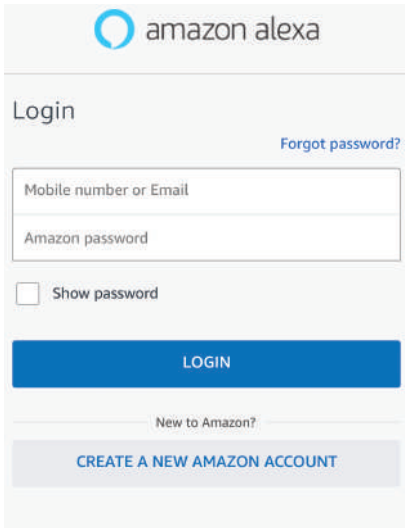 amazon alexa
Login
Forgot password?
Mobile number or Email
Amazon password
Show password
LOGIN
New to Amazon?
CREATE A NEW AMAZON ACCOUNT